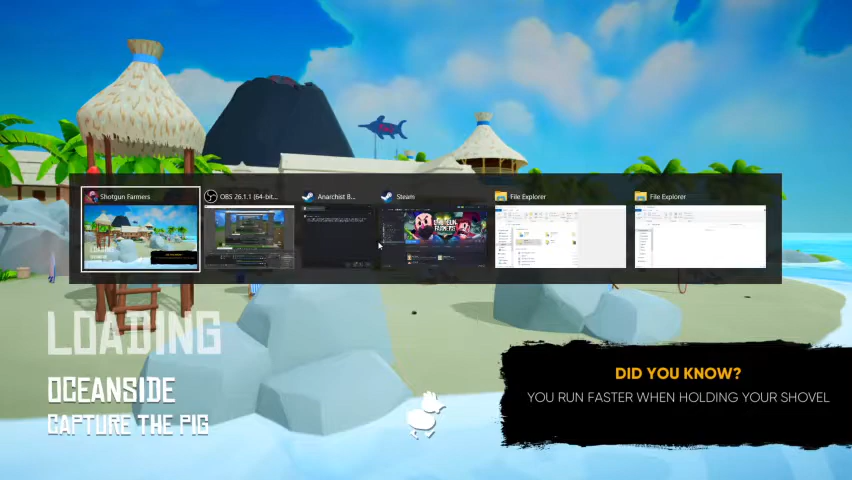 Shotgun Farmers
OBS 26.1.1 (64-bit...
Anarchist B...
Steam
File Explorer
File Explorer
LOADING
OCEANSIDE
CAPTURE THE PIG
DID YOU KNOW?
YOU RUN FASTER WHEN HOLDING YOUR SHOVEL